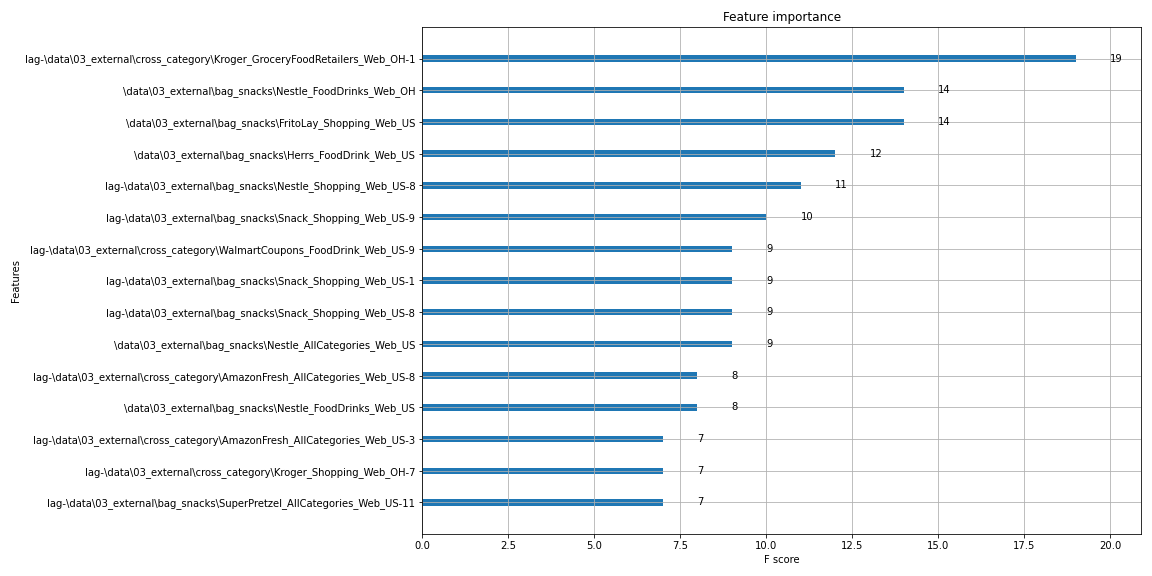 Feature importance
lag-\data\03_external\cross_category\Kroger_GroceryFoodRetailers_Web_OH-1
19
\data\03_external\bag_snacks\Nestle_FoodDrinks_Web_OH
14
\data\03_external\bag_snacks\FritoLay_Shopping_Web_US
14
\data\03_external\bag_snacks\Herrs_FoodDrink_Web_US
12
lag-\data\03_external\bag_snacks\Nestle_Shopping_Web_US-8
11
lag-\data\03_external\bag_snacks\Snack_Shopping_Web_US-9
10
lag-\data\03_external\cross_category\WalmartCoupons_FoodDrink_Web_US-9
9
lag-\data\03_external\bag_snacks\Snack_Shopping_Web_US-1
9
lag-\data\03_external\bag_snacks\Snack_Shopping_Web_US-8
9
\data\03_external\bag_snacks\Nestle_AllCategories_Web_US
9
lag-\data\03_external\cross_category\AmazonFresh_AllCategories_Web_US-8
8
\data\03_external\bag_snacks\Nestle_FoodDrinks_Web_US
8
lag-\data\03_external\cross_category\AmazonFresh_AllCategories_Web_US-3
7
lag-\data\03_external\cross_category\Kroger_Shopping_Web_OH-7
7
lag-\data\03_external\bag_snacks\SuperPretzel_AllCategories_Web_US-11
7
Features
0.0 2.5 5.0 7.5 10.0 12.5 15.0 17.5 20.0
F score